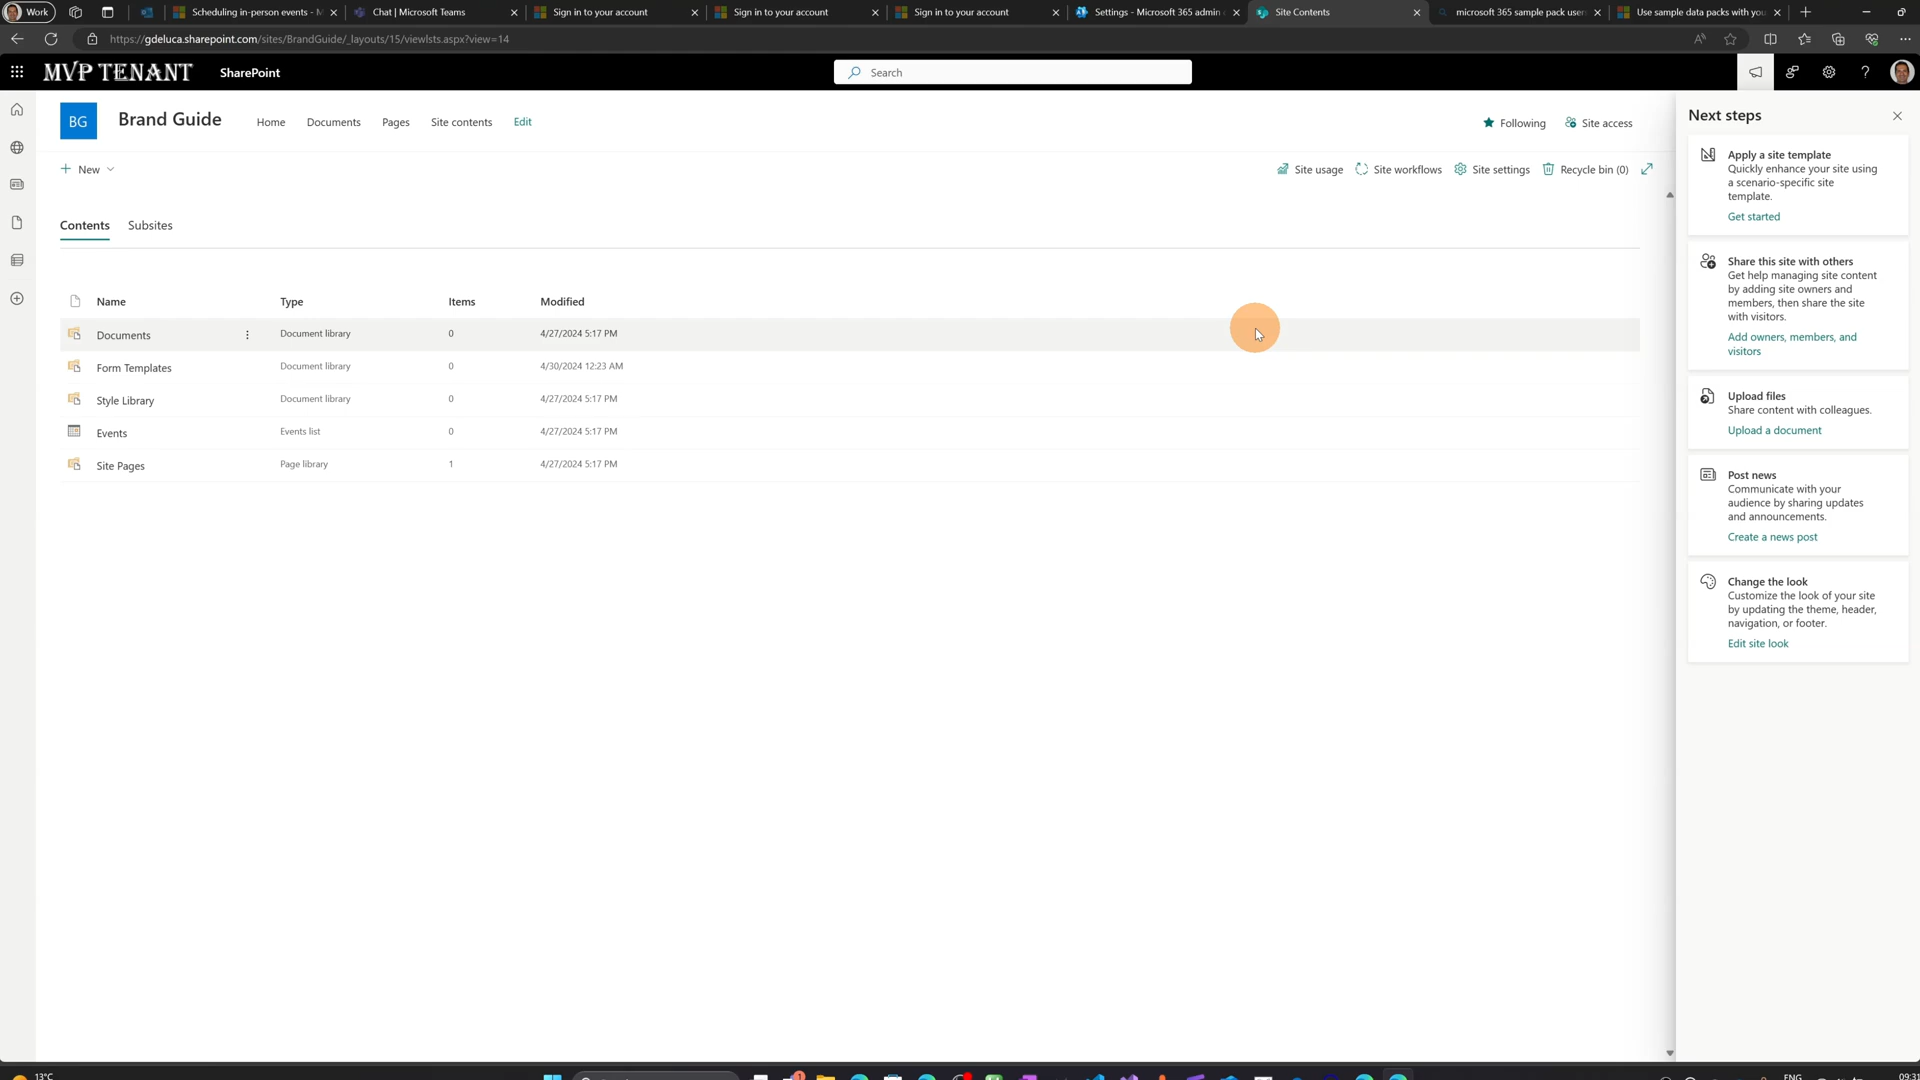 Work
Scheduling in-person events - M
Chat | Microsoft Teams
Sign in to your account
Sign in to your account
Sign in to your account
Settings - Microsoft 365 admin
Site Contents
microsoft 365 sample pack user
Use sample data packs with you
https://gdeluca.sharepoint.com/sites/BrandGuide/_layouts/15/viewlsts.aspx?view=14
MVP TENANT
SharePoint
Search
BG
Brand Guide
Home
Documents
Pages
Site contents
Edit
Following
Site access
New
Site usage
Site workflows
Site settings
Recycle bin (0)
Contents
Subsites
Name Type Items Modified
Documents Document library 0 4/27/2024 5:17 PM
Form Templates Document library 0 4/30/2024 12:23 AM
Style Library Document library 0 4/27/2024 5:17 PM
Events Events list 0 4/27/2024 5:17 PM
Site Pages Page library 1 4/27/2024 5:17 PM
Next steps
Apply a site template
Quickly enhance your site using
a scenario-specific site
template.
Get started
Share this site with others
Get help managing site content
by adding site owners and
members, then share the site
with visitors.
Add owners, members, and
visitors
Upload files
Share content with colleagues.
Upload a document
Post news
Communicate with your
audience by sharing updates
and announcements.
Create a news post
Change the look
Customize the look of your site
by updating the theme, header,
navigation, or footer.
Edit site look
13°C
1
ENG
09:31